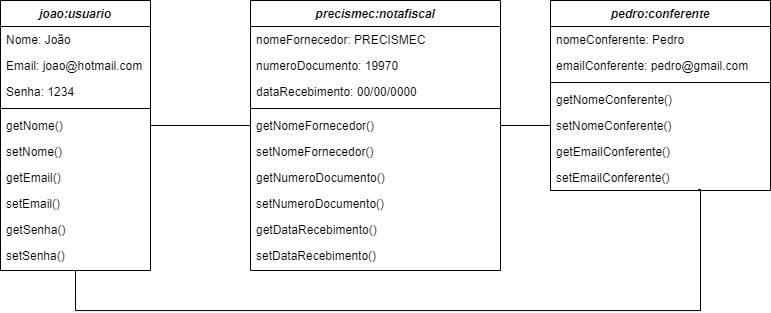 joao:usuario
Nome: João
Email: joao@hotmail.com
Senha: 1234
getNome()
setNome()
getEmail()
setEmail()
getSenha()
setSenha()
precismec:notafiscal
nomeFornecedor: PRECISMEC
numeroDocumento: 19970
dataRecebimento: 00/00/0000
getNomeFornecedor()
setNomeFornecedor()
getNumeroDocumento()
setNumeroDocumento()
getDataRecebimento()
setDataRecebimento()
pedro:conferente
nomeConferente: Pedro
emailConferente: pedro@gmail.com
getNomeConferente()
setNomeConferente()
getEmailConferente()
setEmailConferente()